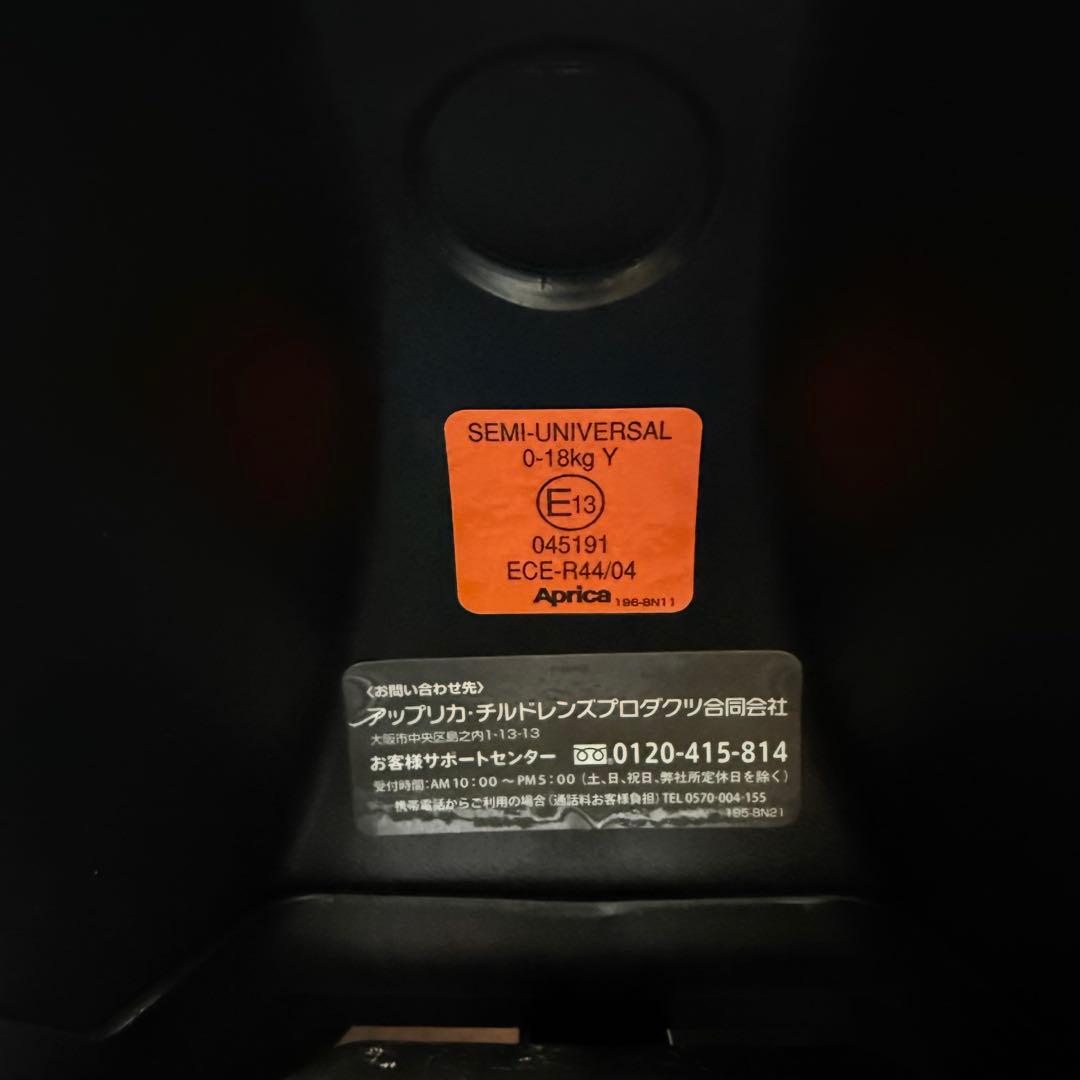 SEMI-UNIVERSAL
0-18kg Y
E13
045191
ECE-R44/04
Aprica 196-8N11
〈お問い合わせ先〉
アップリカ・チルドレンズプロダクツ合同会社
大阪市中央区島之内1-13-13
お客様サポートセンター 0120-415-814
受付時間:AM10:00〜PM5:00(土、日、祝日、弊社所定休日を除く)
携帯電話からご利用の場合(通話料お客様負担)TEL 0570-004-155
195-8N21